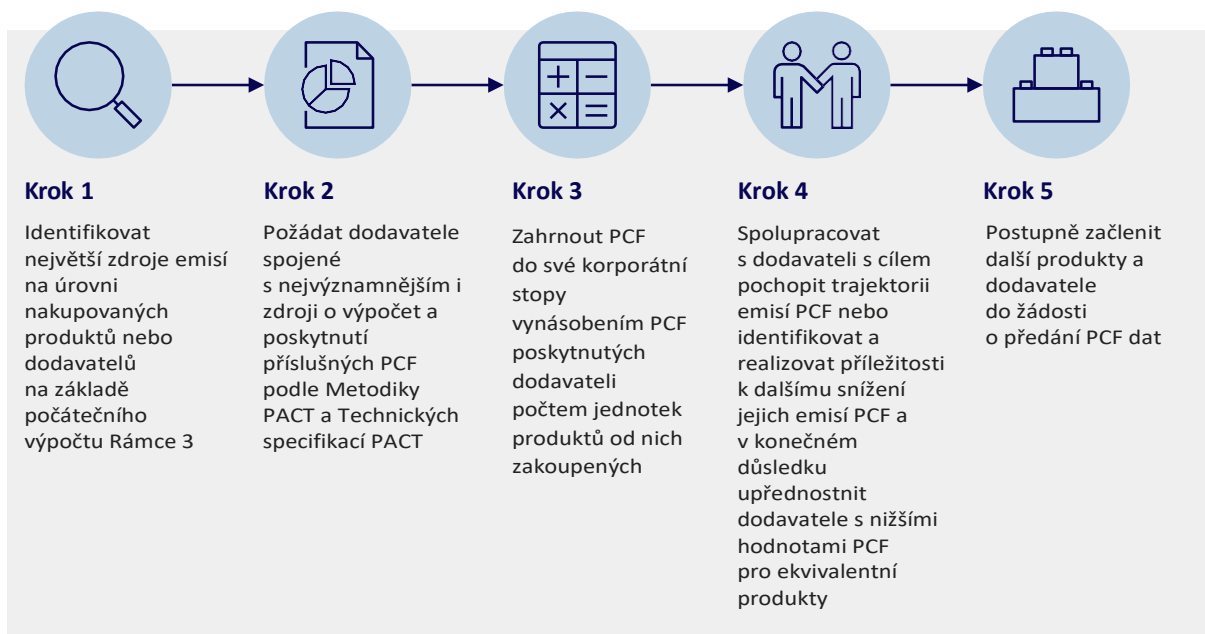 Krok 1
Identifikovat
největší zdroje emisí
na úrovni
nakupovaných
produktů nebo
dodavatelů
na základě
počátečního
výpočtu Rámce 3
Krok 2
Požádat dodavatele
spojené
s nejvýznamnějším i
zdroji o výpočet a
poskytnutí
příslušných PCF
podle Metodiky
PACT a Technických
specifikací PACT
Krok 3
Zahrnout PCF
do své korporátní
stopy
vynásobením PCF
poskytnutých
dodavateli
počtem jednotek
produktů od nich
zakoupených
Krok 4
Spolupracovat
s dodavateli s cílem
pochopit trajektorii
emisí PCF nebo
identifikovat a
realizovat příležitosti
k dalšímu snížení
jejich emisí PCF a
v konečném
důsledku
upřednostnit
dodavatele s nižšími
hodnotami PCF
pro ekvivalentní
produkty
Krok 5
Postupně začlenit
další produkty a
dodavatele
do žádosti
o předání PCF dat